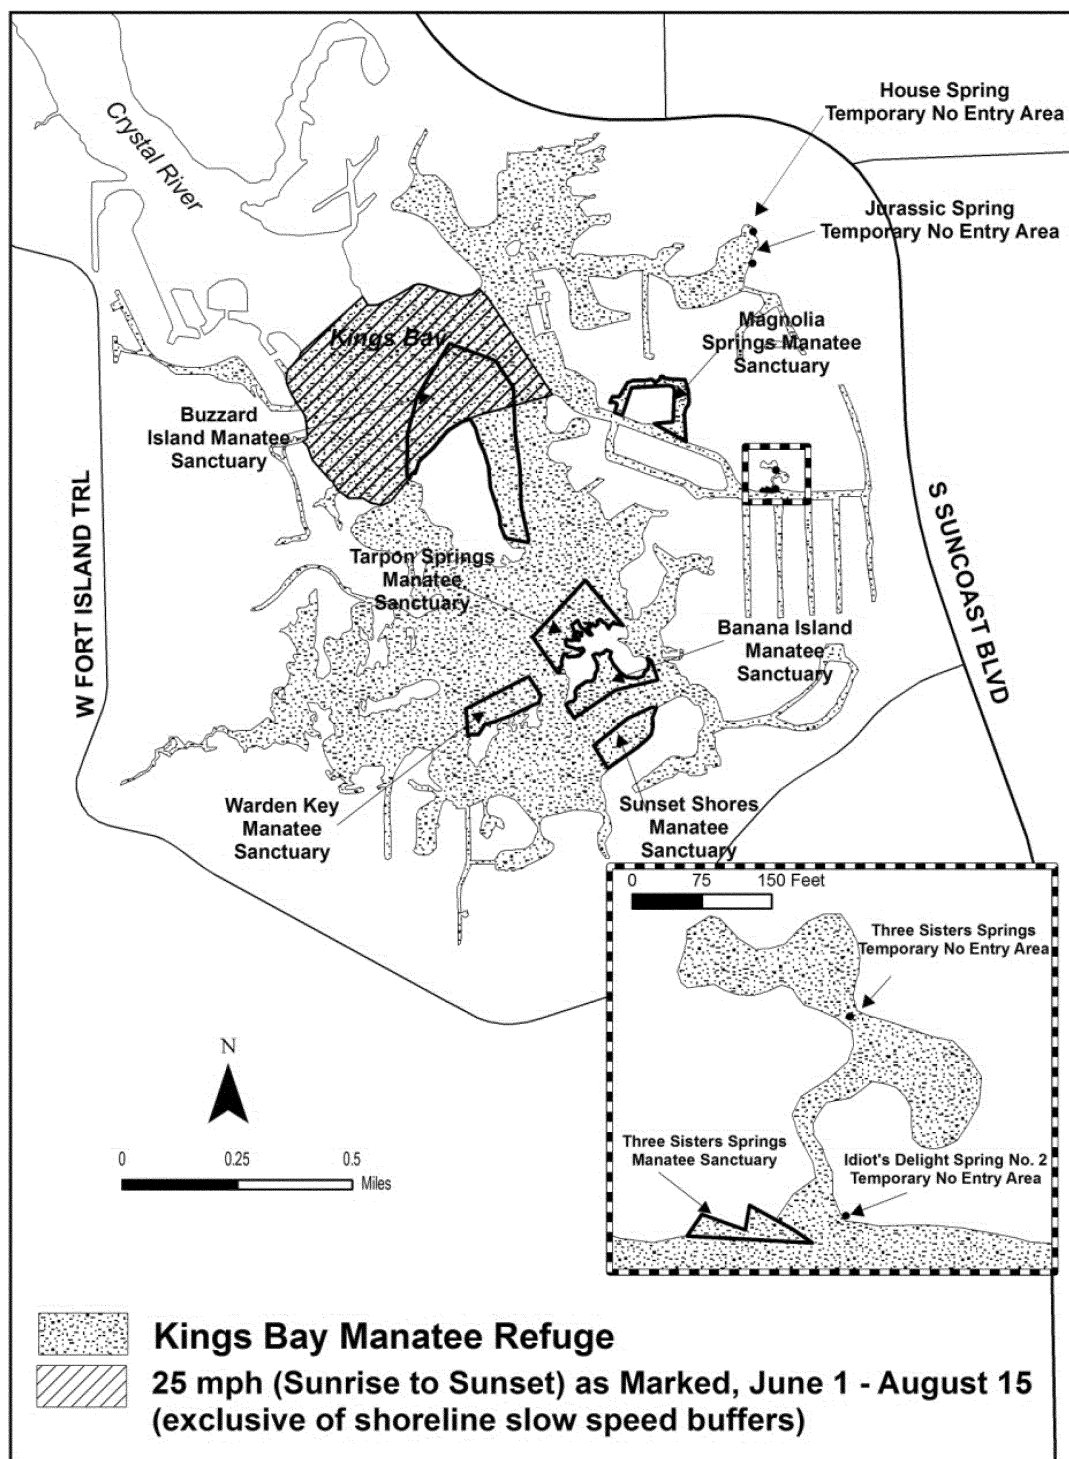 House Spring
Temporary No Entry Area
Crystal River
Jurassic Spring
Temporary No Entry Area
Magnolia
Springs Manatee
Sanctuary
Kings Bay
Buzzard
Island Manatee
Sanctuary
W FORT ISLAND TRL
S SUNCOAST BLVD
Tarpon Springs
Manatee
Sanctuary
Banana Island
Manatee
Sanctuary
Warden Key
Manatee
Sanctuary
Sunset Shores
Manatee
Sanctuary
0 75 150 Feet
Three Sisters Springs
Temporary No Entry Area
Three Sisters Springs
Manatee Sanctuary
Idiot's Delight Spring No. 2
Temporary No Entry Area
N
0 0.25 0.5
Miles
Kings Bay Manatee Refuge
25 mph (Sunrise to Sunset) as Marked, June 1 - August 15
(exclusive of shoreline slow speed buffers)